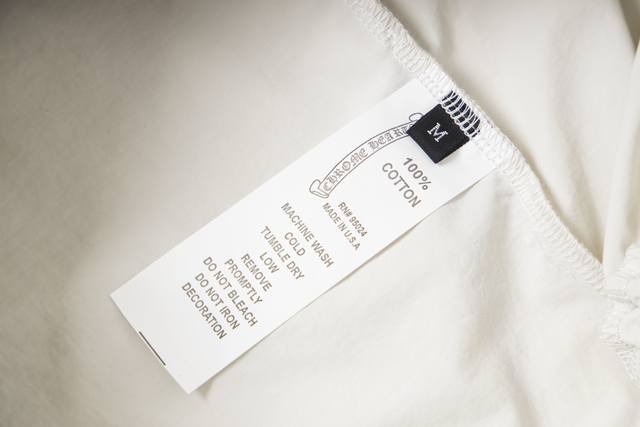 M
CHROME HEARTS
100%
COTTON
RN# 95024
MADE IN U.S.A
MACHINE WASH
COLD
TUMBLE DRY
LOW
REMOVE
PROMPTLY
DO NOT BLEACH
DO NOT IRON
DECORATION